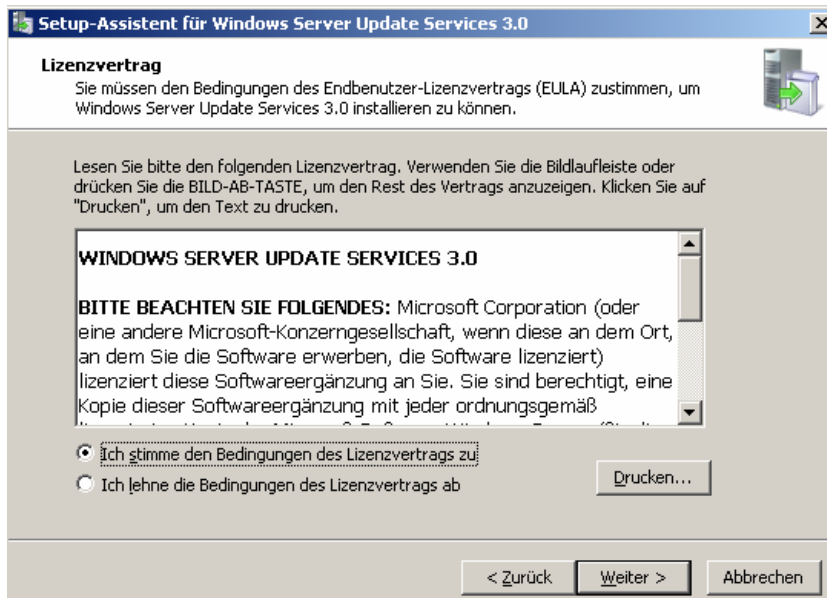 Setup-Assistent für Windows Server Update Services 3.0
Lizenzvertrag
Sie müssen den Bedingungen des Endbenutzer-Lizenzvertrags (EULA) zustimmen, um
Windows Server Update Services 3.0 installieren zu können.
Lesen Sie bitte den folgenden Lizenzvertrag. Verwenden Sie die Bildlaufleiste oder
drücken Sie die BILD-AB-TASTE, um den Rest des Vertrags anzuzeigen. Klicken Sie auf
"Drucken", um den Text zu drucken.
WINDOWS SERVER UPDATE SERVICES 3.0
BITTE BEACHTEN SIE FOLGENDES: Microsoft Corporation (oder
eine andere Microsoft-Konzerngesellschaft, wenn diese an dem Ort,
an dem Sie die Software erwerben, die Software lizenziert)
lizenziert diese Softwareergänzung an Sie. Sie sind berechtigt, eine
Kopie dieser Softwareergänzung mit jeder ordnungsgemäß
Ich stimme den Bedingungen des Lizenzvertrags zu
Ich lehne die Bedingungen des Lizenzvertrags ab
Drucken...
< Zurück
Weiter >
Abbrechen